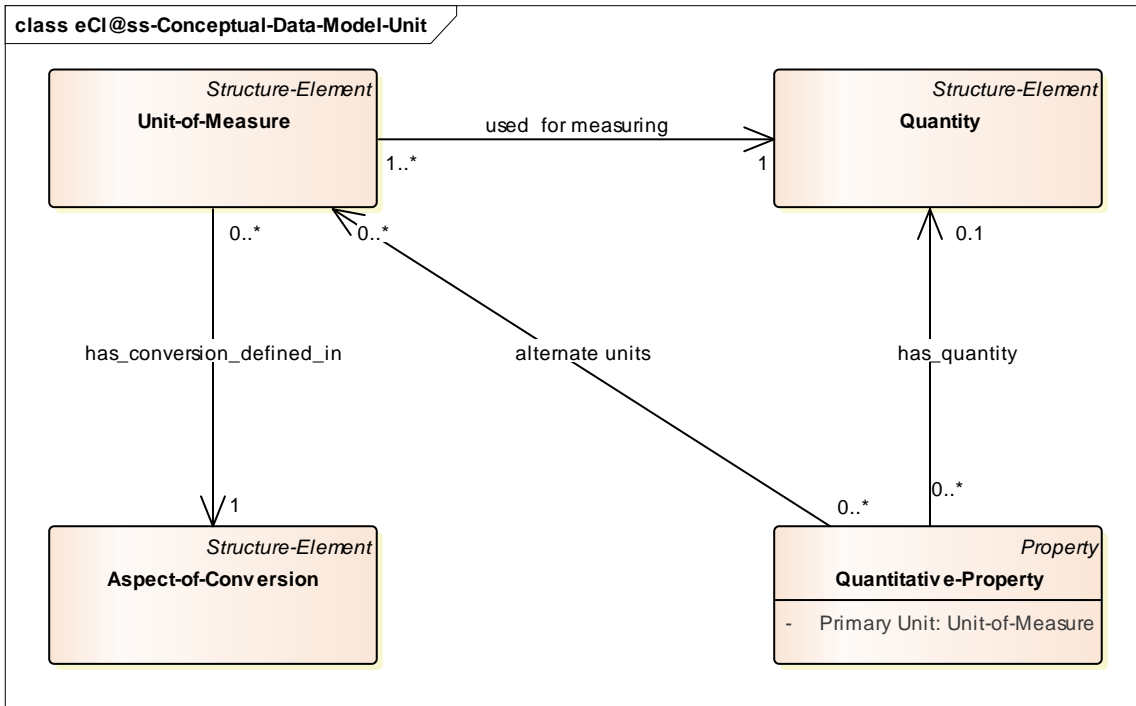 class eCl@ss-Conceptual-Data-Model-Unit
Structure-Element
Unit-of-Measure
Structure-Element
Quantity
used for measuring
1..*
1
0..*
0..*
0.1
has_conversion_defined_in
alternate units
has_quantity
1
0..*
0..*
Structure-Element
Aspect-of-Conversion
Property
Quantitative-Property
- Primary Unit: Unit-of-Measure